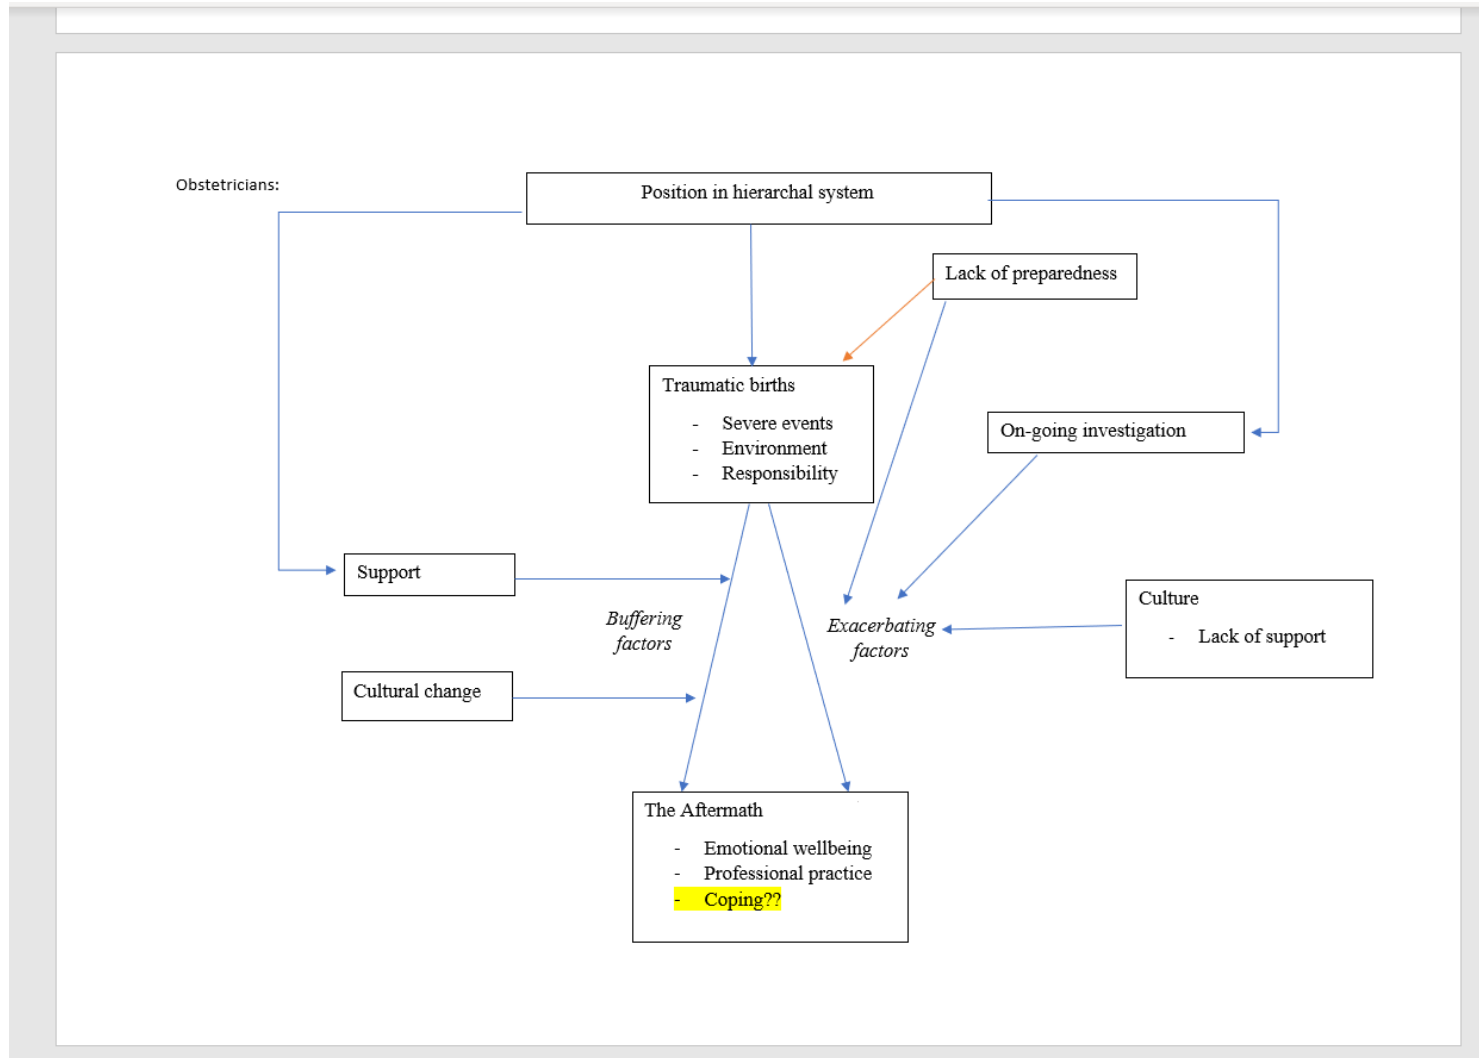 Obstetricians:
Position in hierarchal system
Lack of preparedness
Traumatic births
- Severe events
- Environment
- Responsibility
On-going investigation
Support
Buffering
factors
Exacerbating
factors
Culture
- Lack of support
Cultural change
The Aftermath
- Emotional wellbeing
- Professional practice
- Coping??